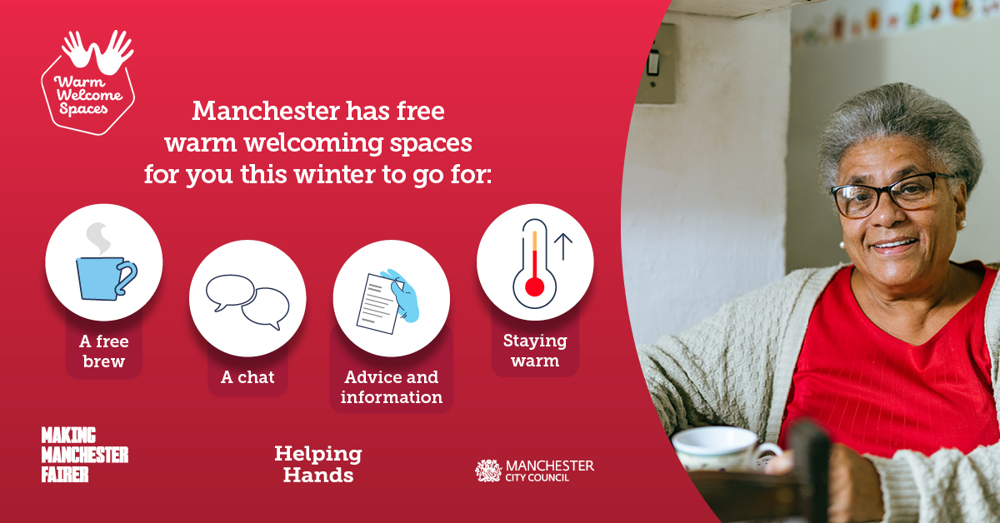 Warm
Welcome
Spaces
Manchester has free
warm welcoming spaces
for you this winter to go for:
A free
brew
A chat
Advice and
information
Staying
warm
MAKING
MANCHESTER
FAIRER
Helping
Hands
MANCHESTER
CITY COUNCIL